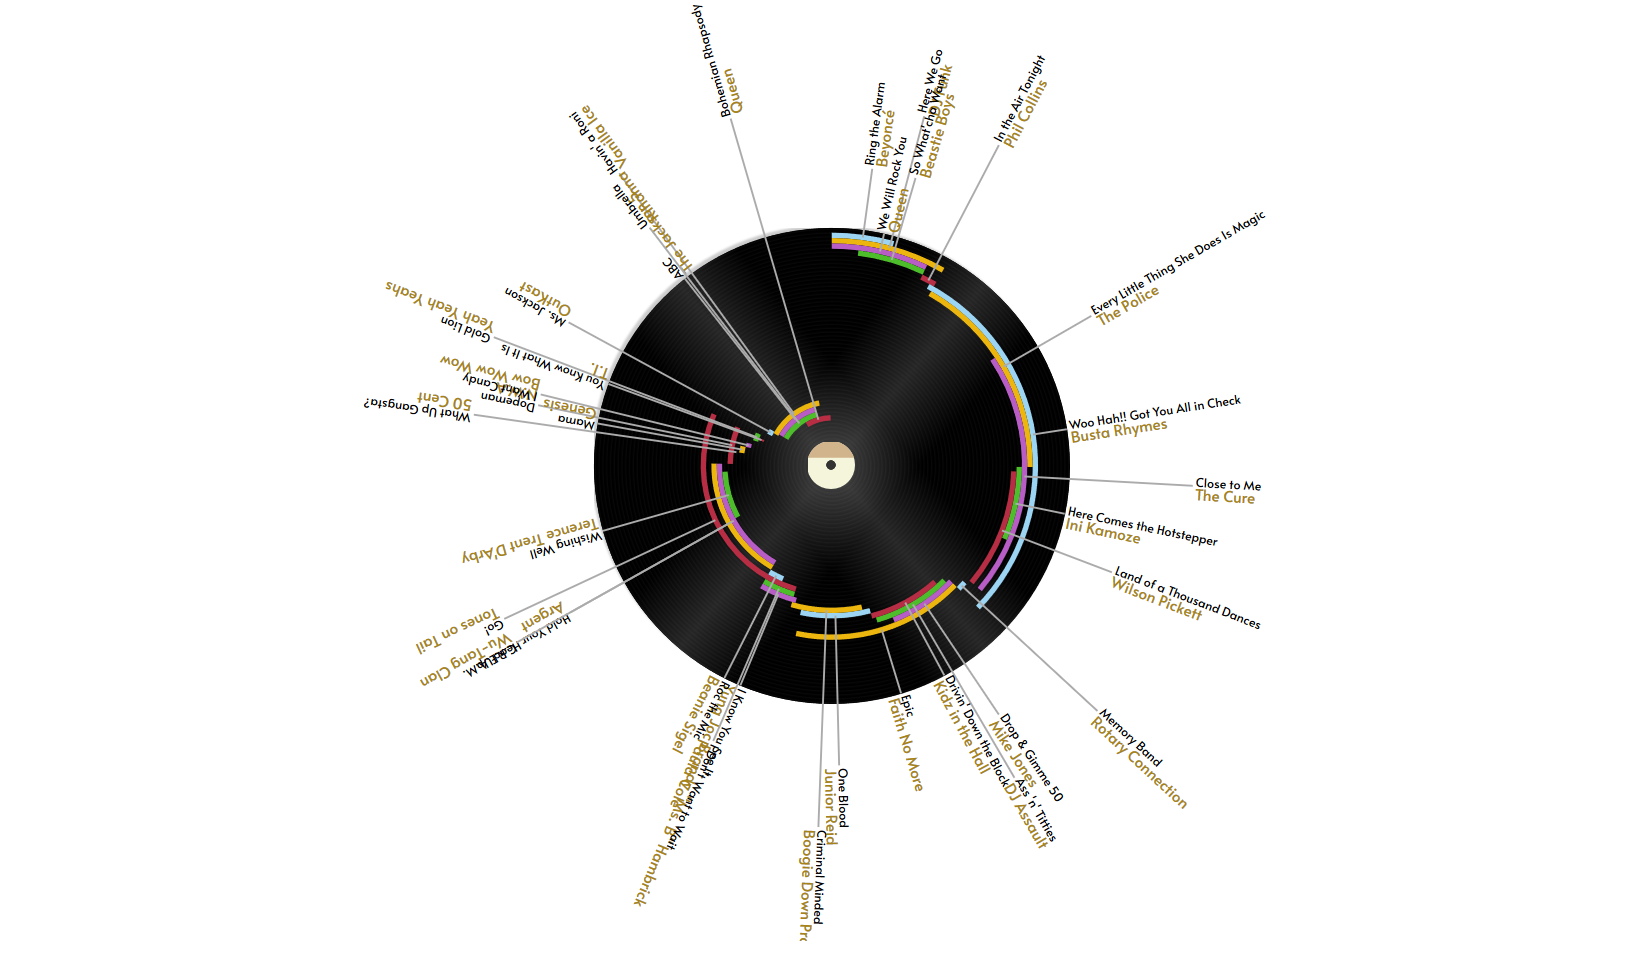 Bohemian Rhapsody
Queen
Ring the Alarm
Beyoncé
We Will Rock You
Queen
So What'cha Want
Beastie Boys
Here We Go
In the Air Tonight
Phil Collins
Every Little Thing She Does Is Magic
The Police
Woo Hah!! Got You All in Check
Busta Rhymes
Close to Me
The Cure
Here Comes the Hotstepper
Ini Kamoze
Land of a Thousand Dances
Wilson Pickett
Memory Band
Rotary Connection
Drop & Gimme 50
Mike Jones
Ass 'n' Titties
DJ Assault
Drivin' Down the Block
Kidz in the Hall
Epic
Faith No More
One Blood
Junior Reid
Criminal Minded
Boogie Down Pr
I Know You
Don't Want to Wait
Hambrick
Roc the Mic
Beanie Sigel
Hold Your Head Up
Argent
C.R.E.A.M.
Wu-Tang Clan
Go!
Tones on Tail
Wishing Well
Terence Trent D'Arby
What Up Gangsta?
50 Cent
Mama
Genesis
Dopeman
I Want Candy
Bow Wow Wow
You Know What It Is
T.I.
Gold Lion
Yeah Yeah Yeahs
Ms. Jackson
OutKast
ABC
The Jackson
Umbrella
Rihanna
Havin' a Roni
Vanilla Ice